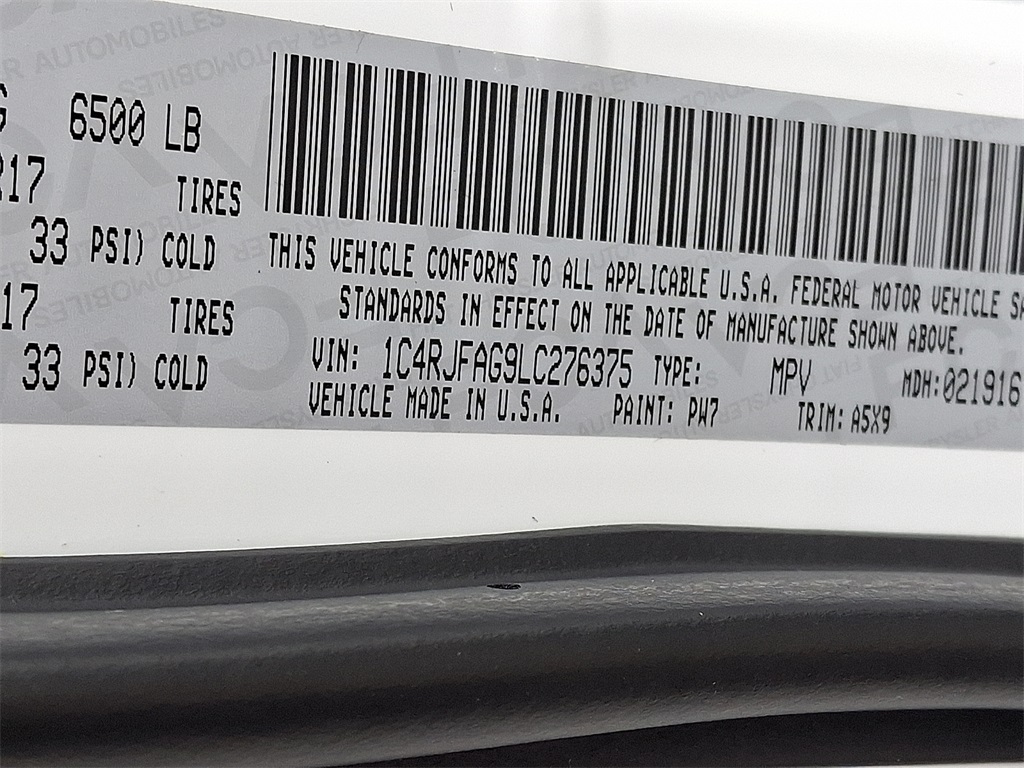 6500 LB
17
TIRES
33 PSI) COLD
17
TIRES
33 PSI) COLD
THIS VEHICLE CONFORMS TO ALL APPLICABLE U.S.A. FEDERAL MOTOR VEHICLE
STANDARDS IN EFFECT ON THE DATE OF MANUFACTURE SHOWN ABOVE.
VIN: 1C4RJFAG9LC276375 TYPE: MPV MDH:021916
VEHICLE MADE IN U.S.A. PAINT: PW7 TRIM: A5X9